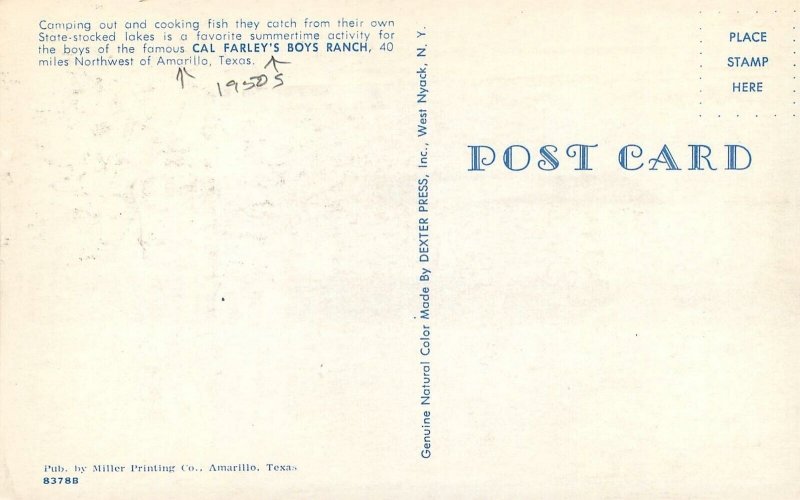 Camping out and cooking fish they catch from their own
State-stocked lakes is a favorite summertime activity for
the boys of the famous CAL FARLEY'S BOYS RANCH, 40
miles Northwest of Amarillo, Texas.
1950s
Genuine Natural Color Made By DEXTER PRESS, Inc., West Nyack, N. Y.
PLACE
STAMP
HERE
POST CARD
Pub. by Miller Printing Co., Amarillo, Texas
8378B